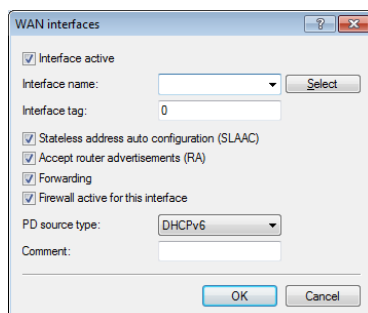 WAN interfaces
Interface active
Interface name: Select
Interface tag: 0
Stateless address auto configuration (SLAAC)
Accept router advertisements (RA)
Forwarding
Firewall active for this interface
PD source type: DHCPv6
Comment:
OK Cancel